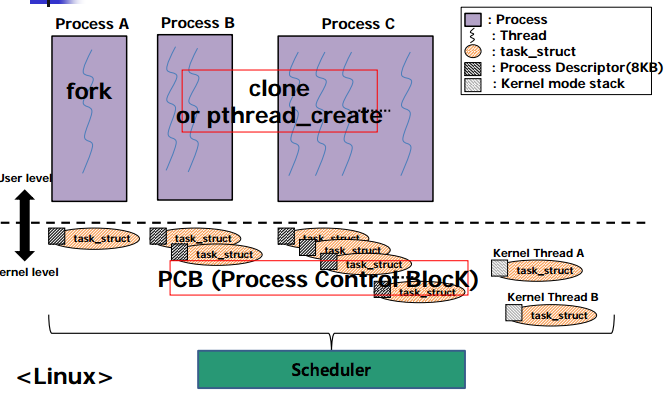 Process A
Process B
Process C
: Process
: Thread
: task_struct
: Process Descriptor(8KB)
: Kernel mode stack
fork
clone
or pthread_create
........
User level
ernel level
task_struct
task_struct
task_struct
task_struct
task_struct
task_struct
task_struct
PCB (Process Control BlocK)
Kernel Thread A
task_struct
Kernel Thread B
task_struct
Scheduler
<Linux>